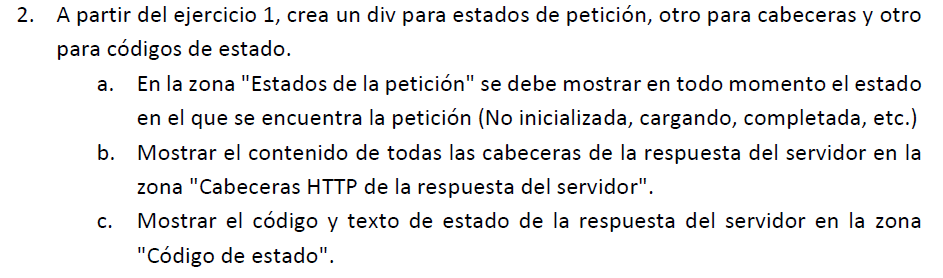 2. A partir del ejercicio 1, crea un div para estados de petición, otro para cabeceras y otro
para códigos de estado.
a. En la zona "Estados de la petición" se debe mostrar en todo momento el estado
en el que se encuentra la petición (No inicializada, cargando, completada, etc.)
b. Mostrar el contenido de todas las cabeceras de la respuesta del servidor en la
zona "Cabeceras HTTP de la respuesta del servidor".
c. Mostrar el código y texto de estado de la respuesta del servidor en la zona
"Código de estado".